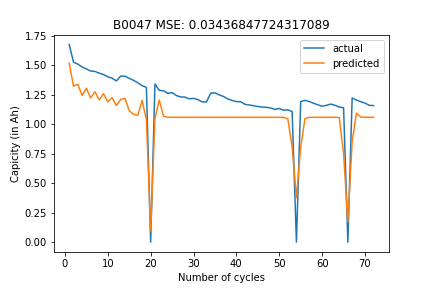 B0047 MSE: 0.03436847724317089
actual
predicted
Capicity (in Ah)
1.75
1.50
1.25
1.00
0.75
0.50
0.25
0.00
0 10 20 30 40 50 60 70
Number of cycles